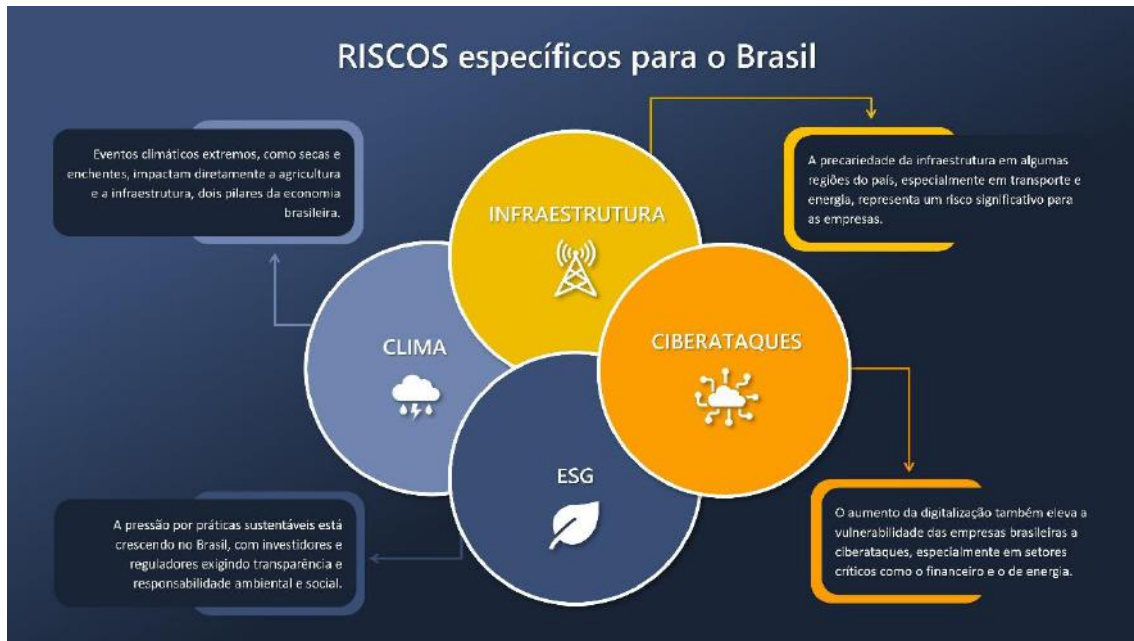 RISCOS específicos para o Brasil
Eventos climáticos extremos, como secas e
enchentes, impactam diretamente a agricultura
e a infraestrutura, dois pilares da economia
brasileira.
INFRAESTRUTURA
A precariedade da infraestrutura em algumas
regiões do país, especialmente em transporte e
energia, representa um risco significativo para
as empresas.
CLIMA
CIBERATAQUES
ESG
A pressão por práticas sustentáveis está
crescendo no Brasil, com investidores e
reguladores exigindo transparência e
responsabilidade ambiental e social.
O aumento da digitalização também eleva a
vulnerabilidade das empresas brasileiras a
ciberataques, especialmente em setores
críticos como o financeiro e o de energia.